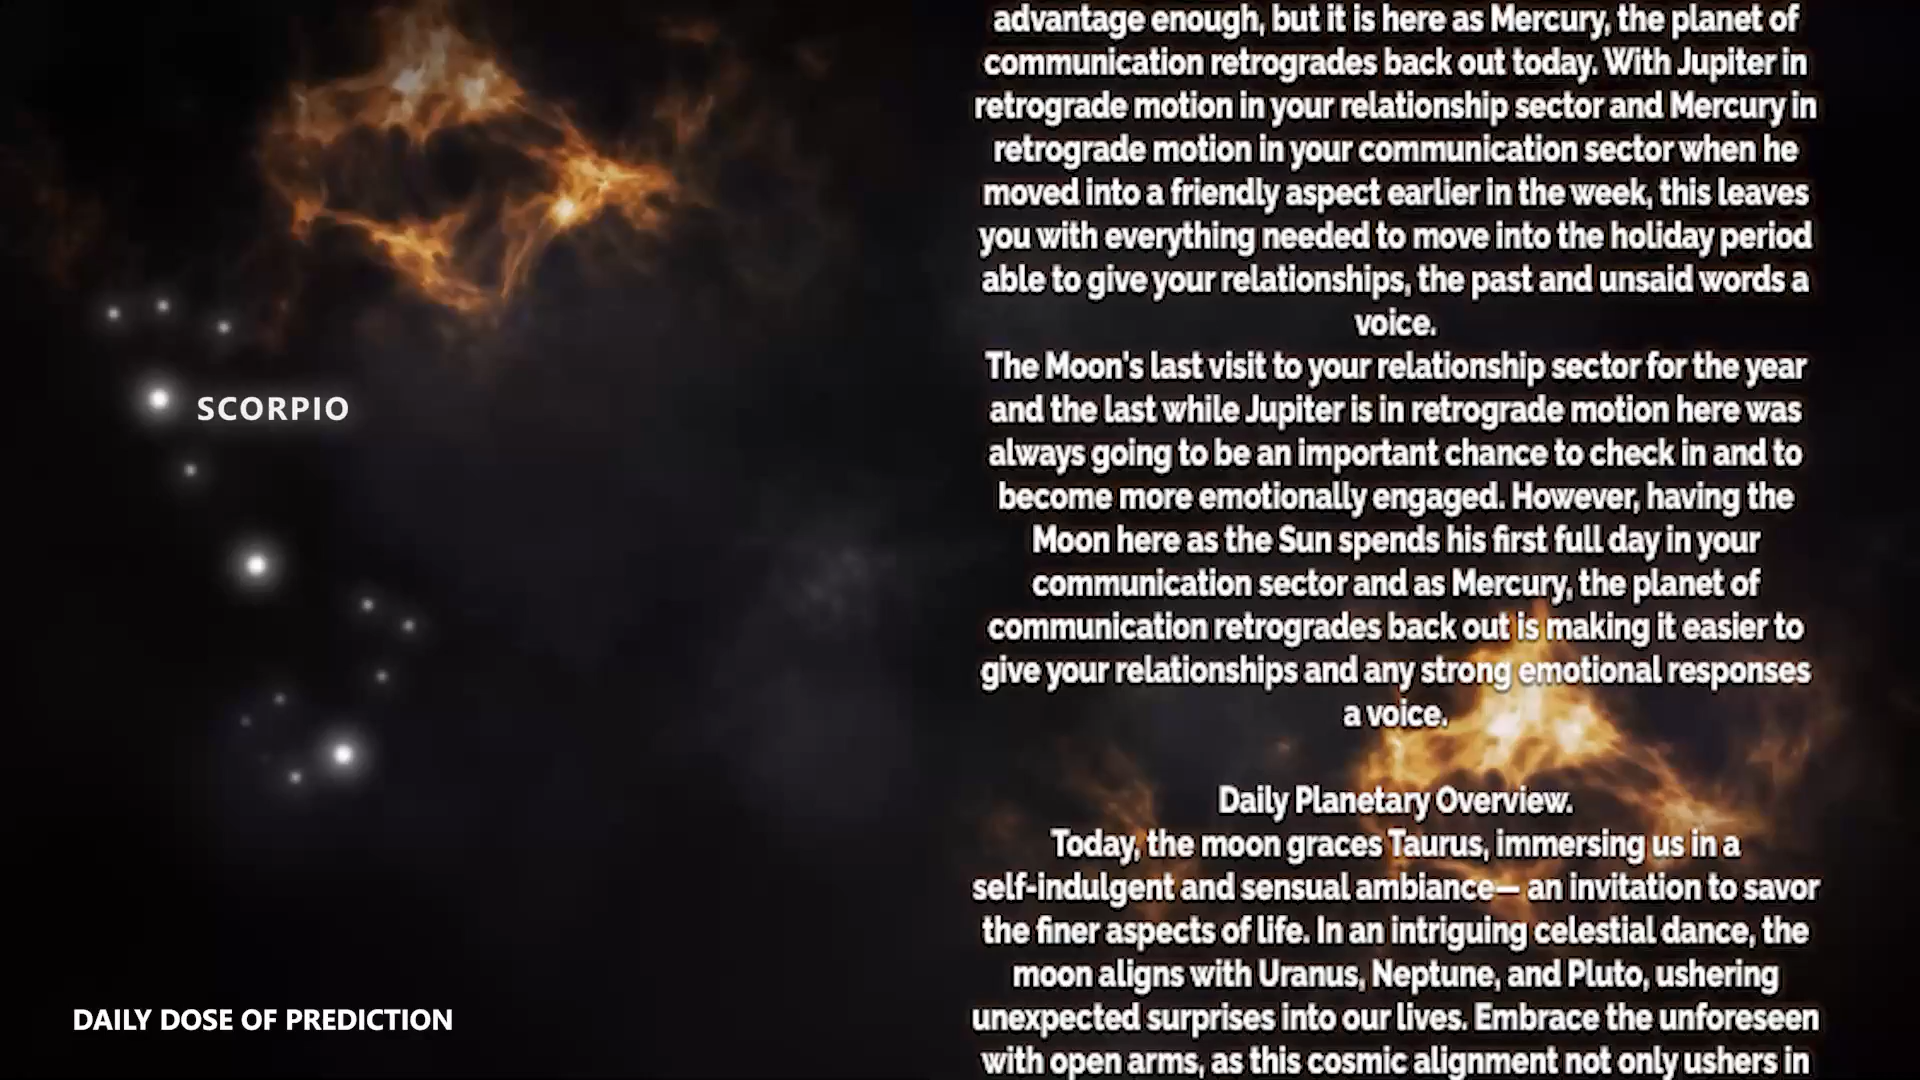 advantage enough, but it is here as Mercury, the planet of
communication retrogrades back out today. With Jupiter in
retrograde motion in your relationship sector and Mercury in
retrograde motion in your communication sector when he
moved into a friendly aspect earlier in the week, this leaves
you with everything needed to move into the holiday period
able to give your relationships, the past and unsaid words a
voice.
The Moon's last visit to your relationship sector for the year
and the last while Jupiter is in retrograde motion here was
always going to be an important chance to check in and to
become more emotionally engaged. However, having the
Moon here as the Sun spends his first full day in your
communication sector and as Mercury, the planet of
communication retrogrades back out is making it easier to
give your relationships and any strong emotional responses
a voice.
Daily Planetary Overview.
Today, the moon graces Taurus, immersing us in a
self-indulgent and sensual ambiance— an invitation to savor
the finer aspects of life. In an intriguing celestial dance, the
moon aligns with Uranus, Neptune, and Pluto, ushering
unexpected surprises into our lives. Embrace the unforeseen
with open arms, as this cosmic alignment not only ushers in
SCORPIO
DAILY DOSE OF PREDICTION